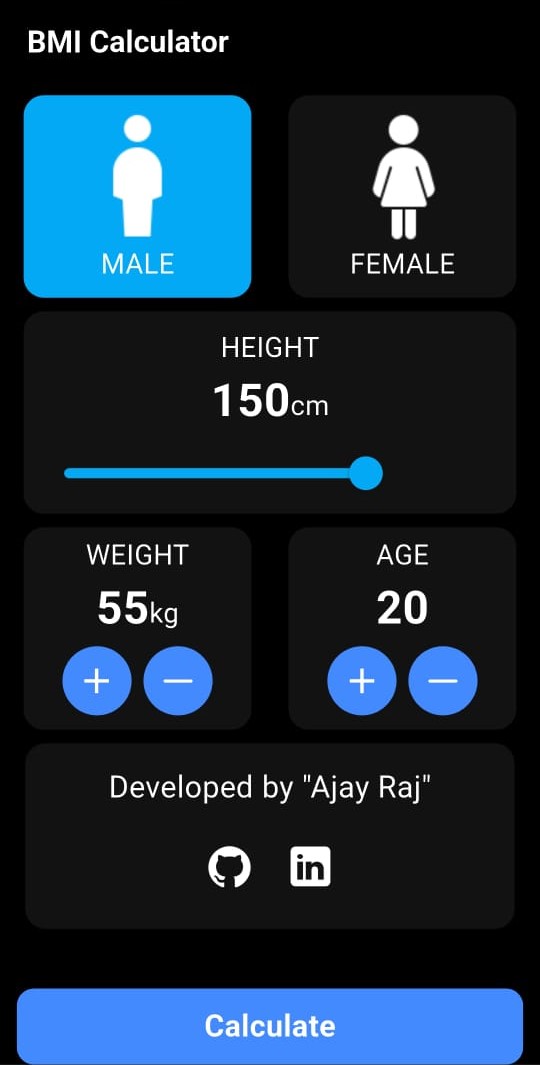 BMI Calculator
MALE
FEMALE
HEIGHT
150cm
WEIGHT
55kg
AGE
20
Developed by "Ajay Raj"
in
Calculate